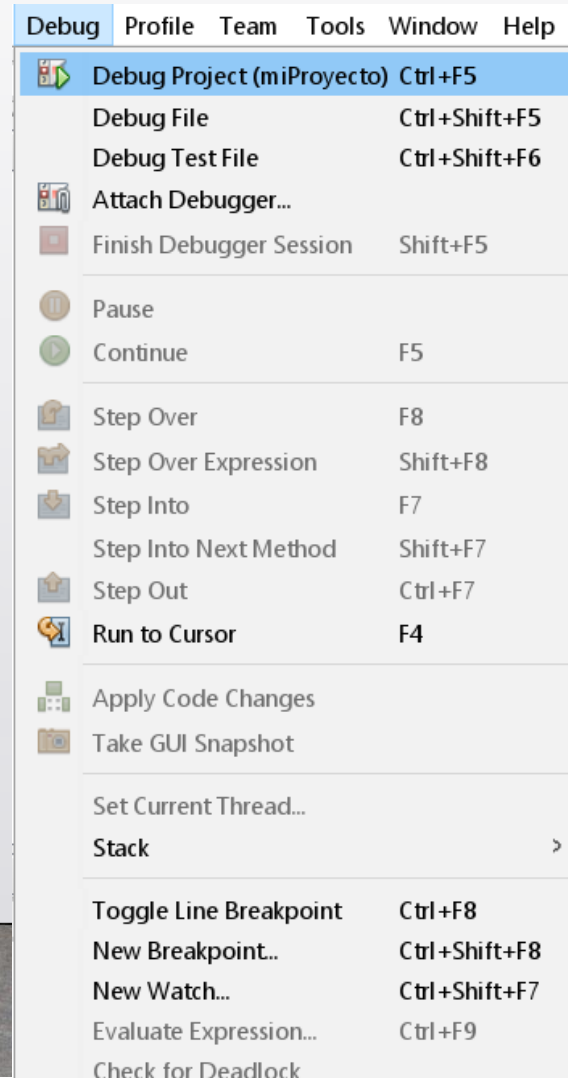 Debug Profile Team Tools Window Help
Debug Project (miProyecto) Ctrl+F5
Debug File Ctrl+Shift+F5
Debug Test File Ctrl+Shift+F6
Attach Debugger...
Finish Debugger Session Shift+F5
Pause
Continue F5
Step Over F8
Step Over Expression Shift+F8
Step Into F7
Step Into Next Method Shift+F7
Step Out Ctrl+F7
Run to Cursor F4
Apply Code Changes
Take GUI Snapshot
Set Current Thread...
Stack >
Toggle Line Breakpoint Ctrl+F8
New Breakpoint... Ctrl+Shift+F8
New Watch... Ctrl+Shift+F7
Evaluate Expression... Ctrl+F9
Check for Deadlock